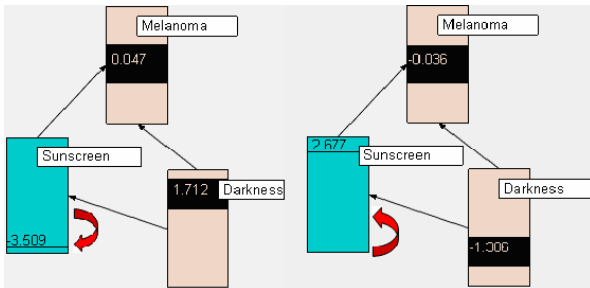 Melanoma
0.047
Sunscreen
1.712
Darkness
-3.509
Melanoma
-0.036
2.677
Sunscreen
Darkness
-1.306